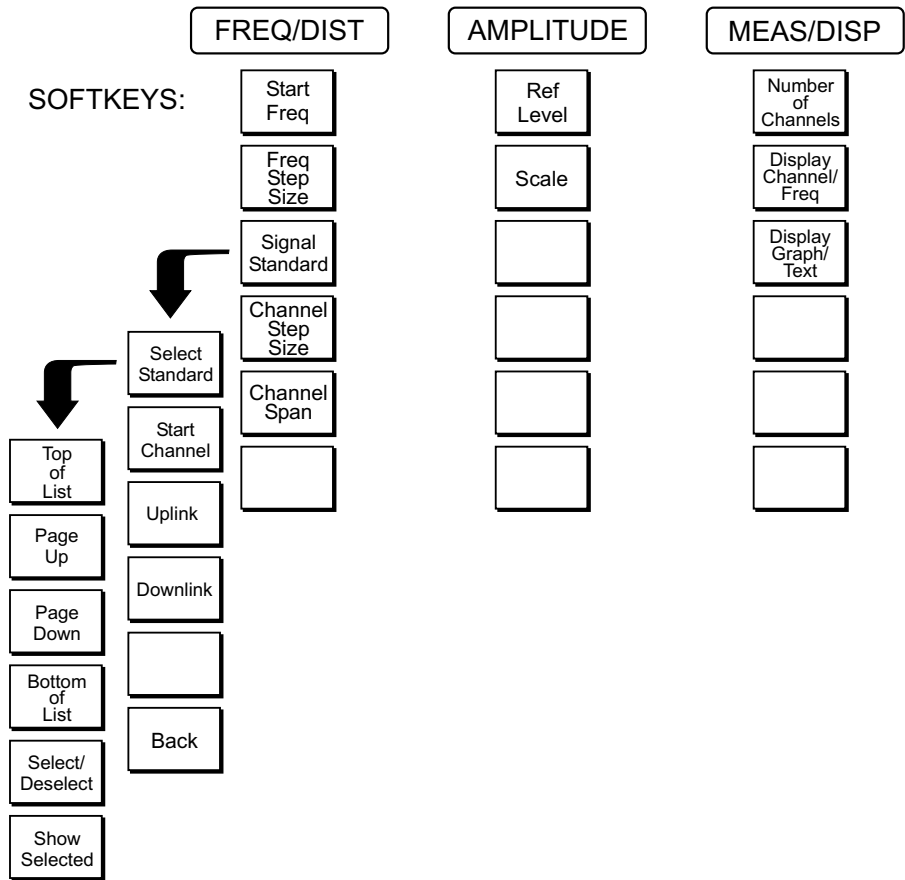 FREQ/DIST
AMPLITUDE
MEAS/DISP
SOFTKEYS:
Start
Freq
Freq
Step
Size
Signal
Standard
Channel
Step
Size
Channel
Span
Ref
Level
Scale
Number
of
Channels
Display
Channel/
Freq
Display
Graph/
Text
Select
Standard
Start
Channel
Uplink
Downlink
Back
Top
of
List
Page
Up
Page
Down
Bottom
of
List
Select/
Deselect
Show
Selected